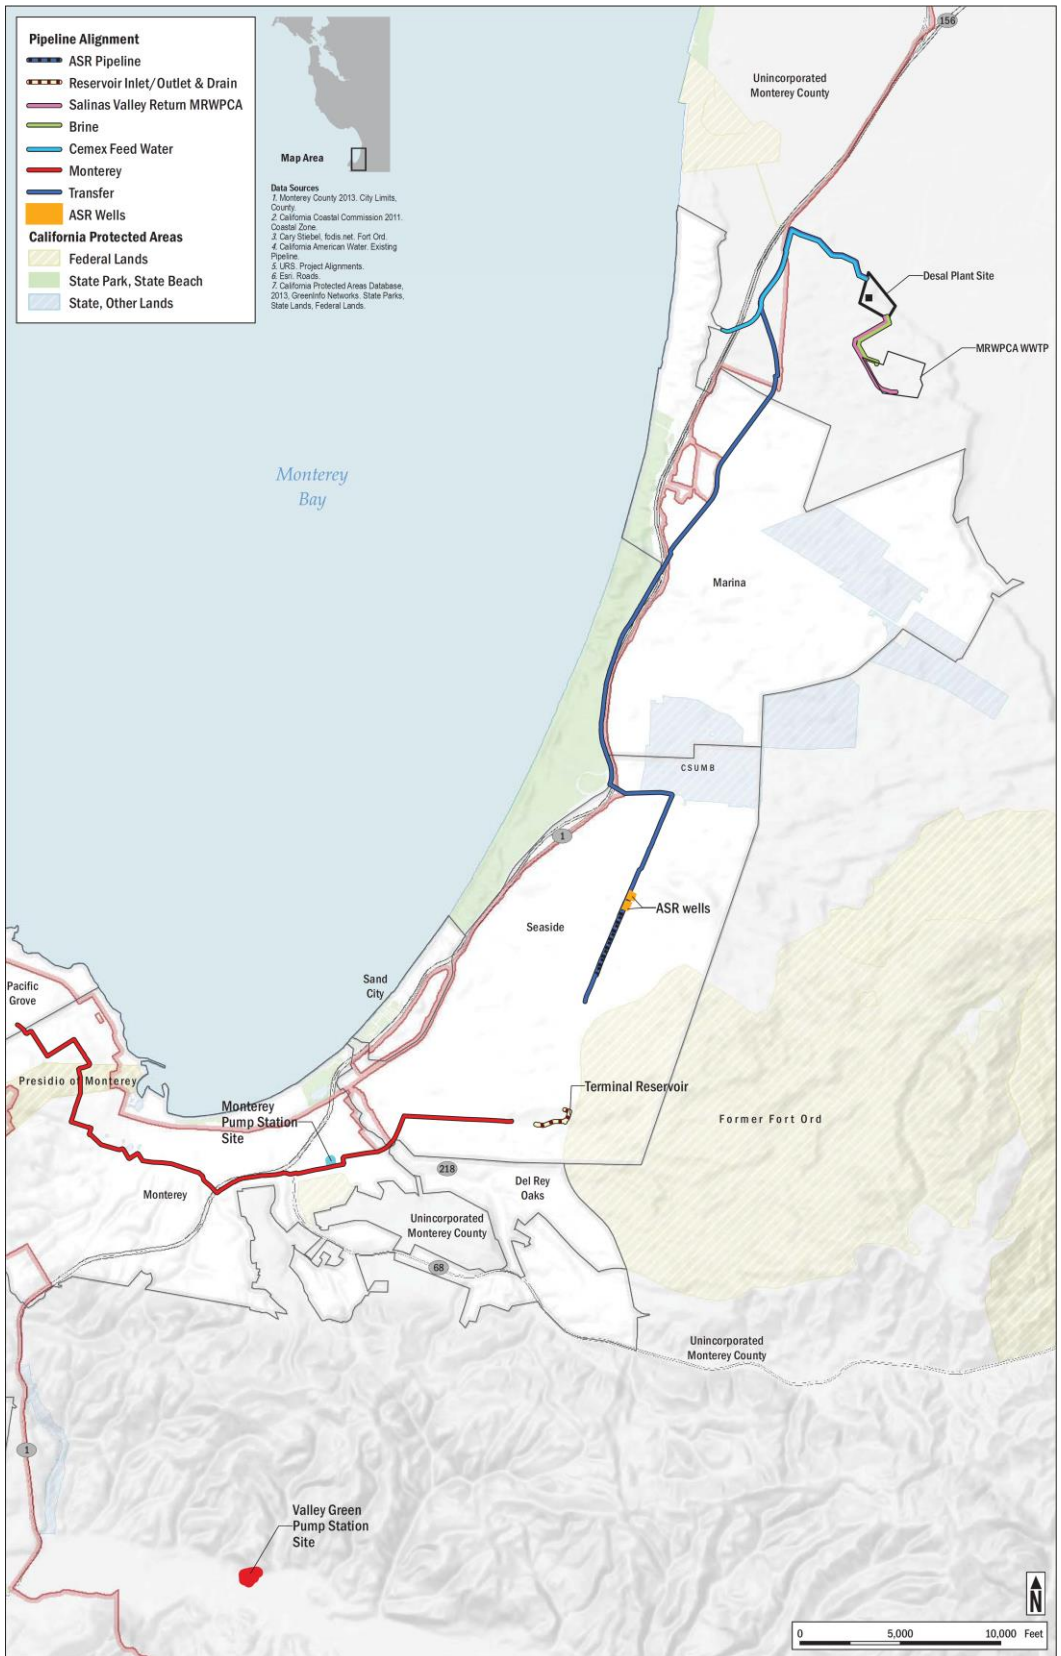 Pipeline Alignment
ASR Pipeline
Reservoir Inlet/Outlet & Drain
Salinas Valley Return MRWPCA
Brine
Cemex Feed Water
Monterey
Transfer
ASR Wells
California Protected Areas
Federal Lands
State Park, State Beach
State, Other Lands
Map Area
Data Sources
1. Monterey County 2013. City Limits,
County.
2. California Coastal Commission 2011.
Coastal Zone.
3. Cary Stiebel, fodis.net. Fort Ord.
4. California American Water. Existing
Pipeline.
5. URS. Project Alignments.
6. Esri. Roads.
7. California Protected Areas Database,
2013, GreenInfo Networks. State Parks,
State Lands, Federal Lands.
156
Unincorporated
Monterey County
Desal Plant Site
MRWPCA WWTP
Monterey
Bay
Marina
CSUMB
1
ASR wells
Seaside
Sand
City
Pacific
Grove
Presidio of Monterey
Monterey
Pump Station
Site
Terminal Reservoir
Former Fort Ord
218
Del Rey
Oaks
Monterey
Unincorporated
Monterey County
68
Unincorporated
Monterey County
1
Valley Green
Pump Station
Site
N
0 5,000 10,000 Feet